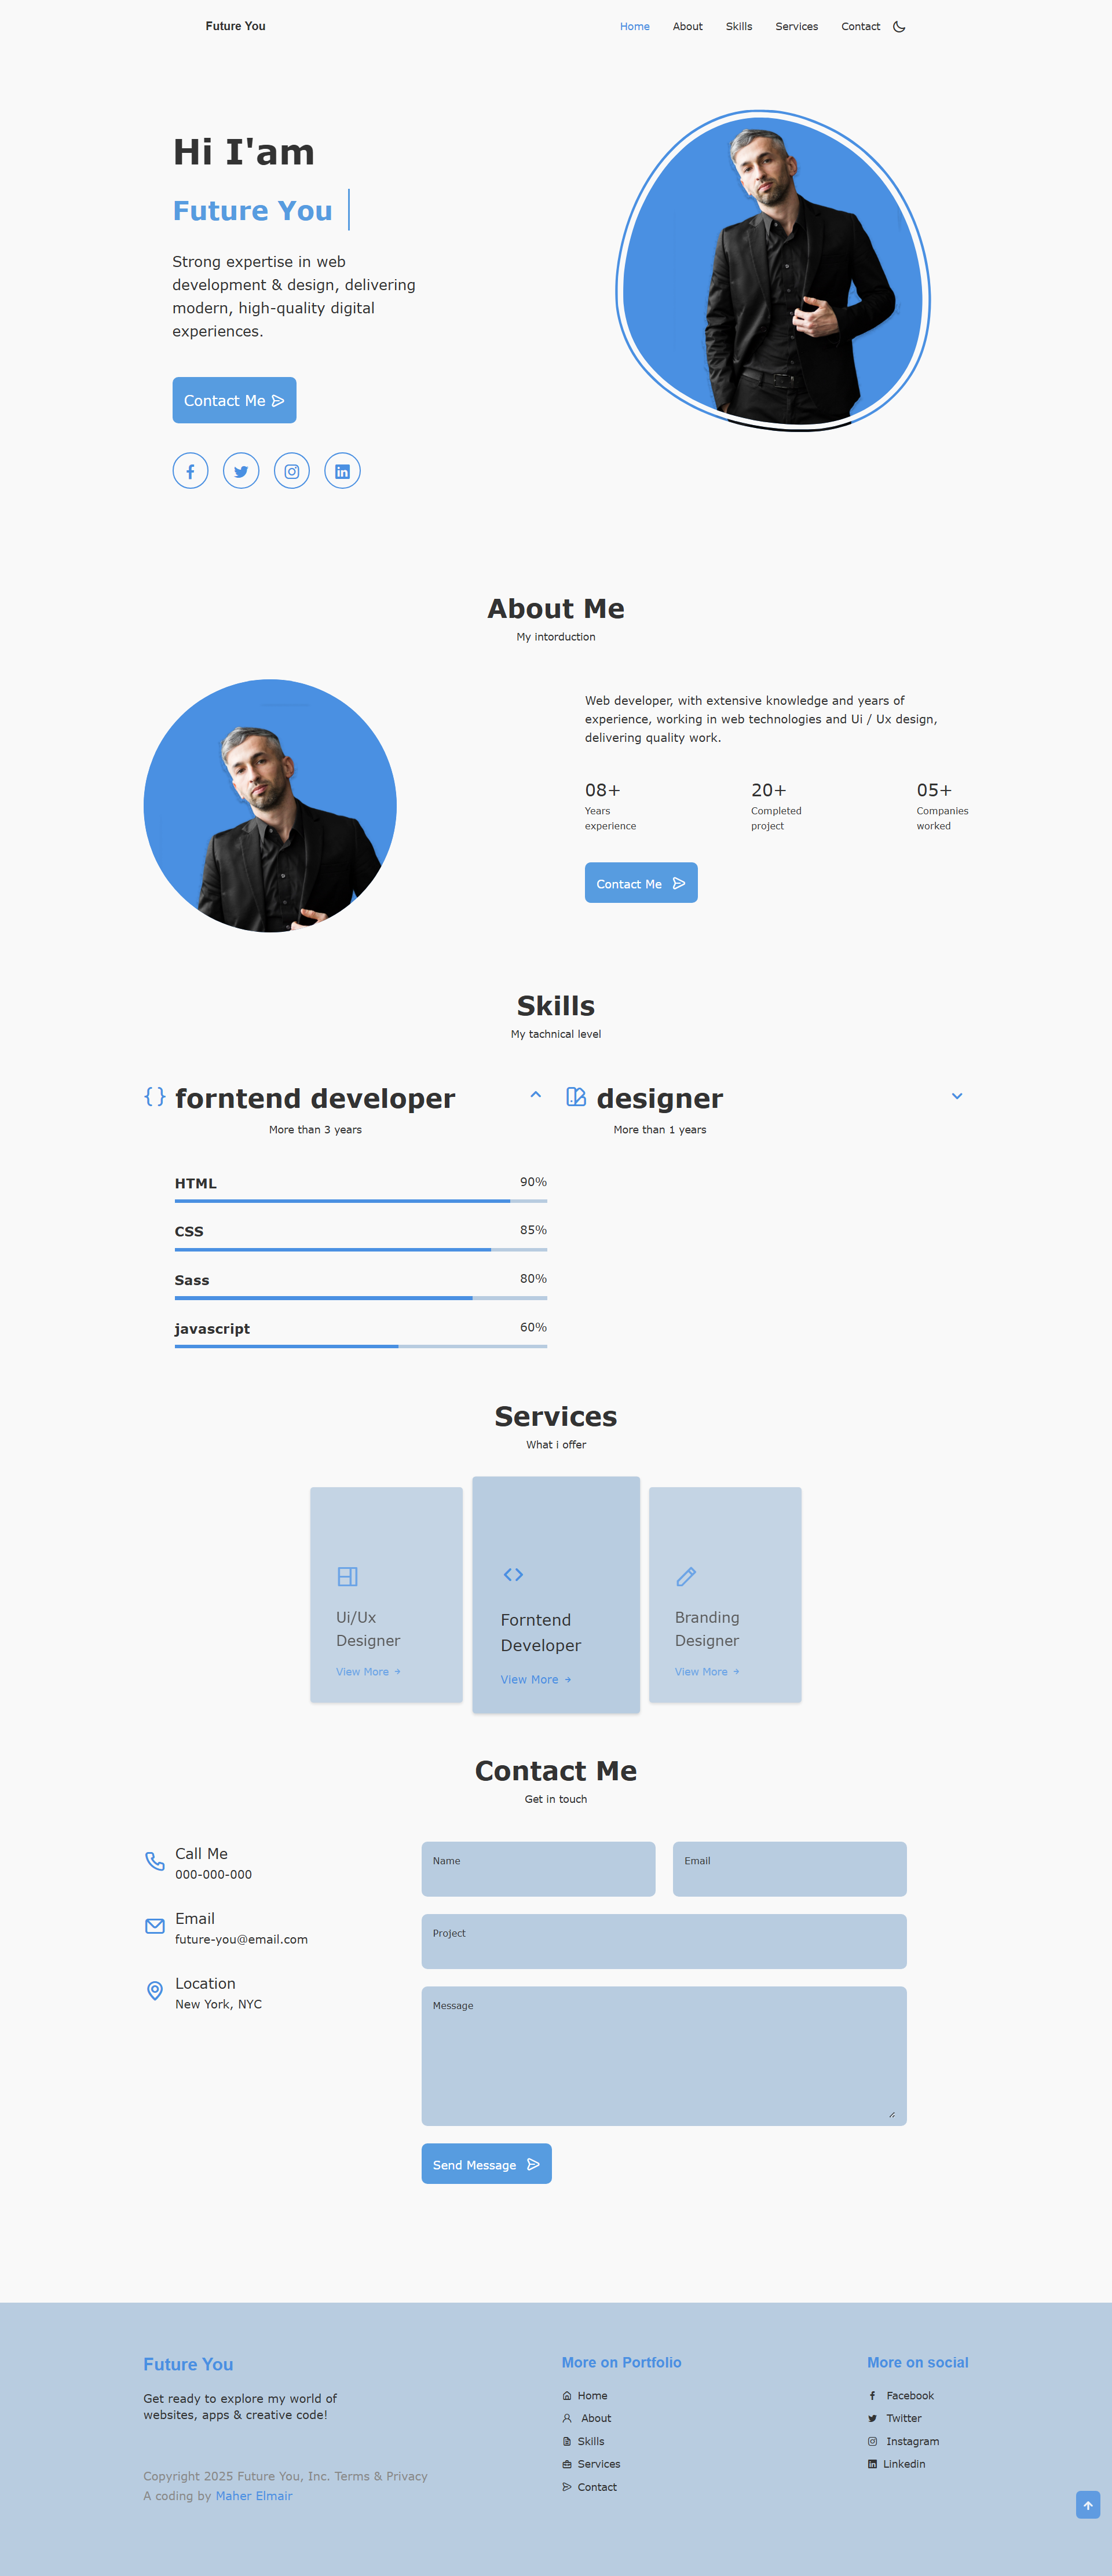 Future You
Home About Skills Services Contact
Hi I'am
Future You
Strong expertise in web
development & design, delivering
modern, high-quality digital
experiences.
Contact Me
About Me
My intorduction
Web developer, with extensive knowledge and years of
experience, working in web technologies and Ui / Ux design,
delivering quality work.
08+ 20+ 05+
Years Completed Companies
experience project worked
Contact Me
Skills
My tachnical level
forntend developer
More than 3 years
HTML 90%
CSS 85%
Sass 80%
javascript 60%
designer
More than 1 years
Services
What i offer
Ui/Ux
Designer
View More
Forntend
Developer
View More
Branding
Designer
View More
Contact Me
Get in touch
Call Me
000-000-000
Email
future-you@email.com
Location
New York, NYC
Name Email
Project
Message
Send Message
Future You
Get ready to explore my world of
websites, apps & creative code!
Copyright 2025 Future You, Inc. Terms & Privacy
A coding by Maher Elmair
More on Portfolio
Home
About
Skills
Services
Contact
More on social
Facebook
Twitter
Instagram
Linkedin